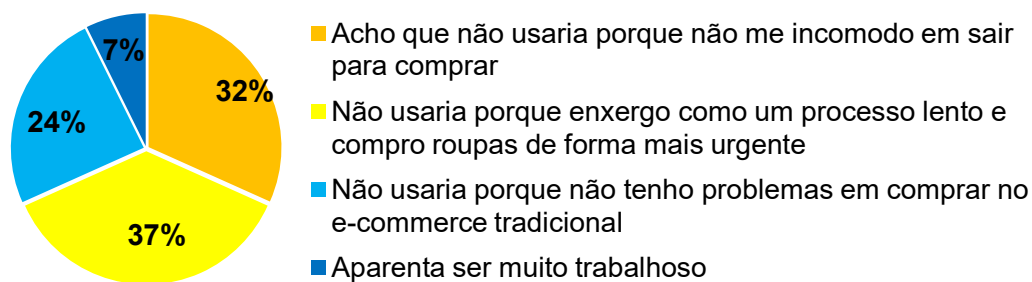 7%
32%
24%
37%
Acho que não usaria porque não me incomodo em sair
para comprar
Não usaria porque enxergo como um processo lento e
compro roupas de forma mais urgente
Não usaria porque não tenho problemas em comprar no
e-commerce tradicional
Aparenta ser muito trabalhoso